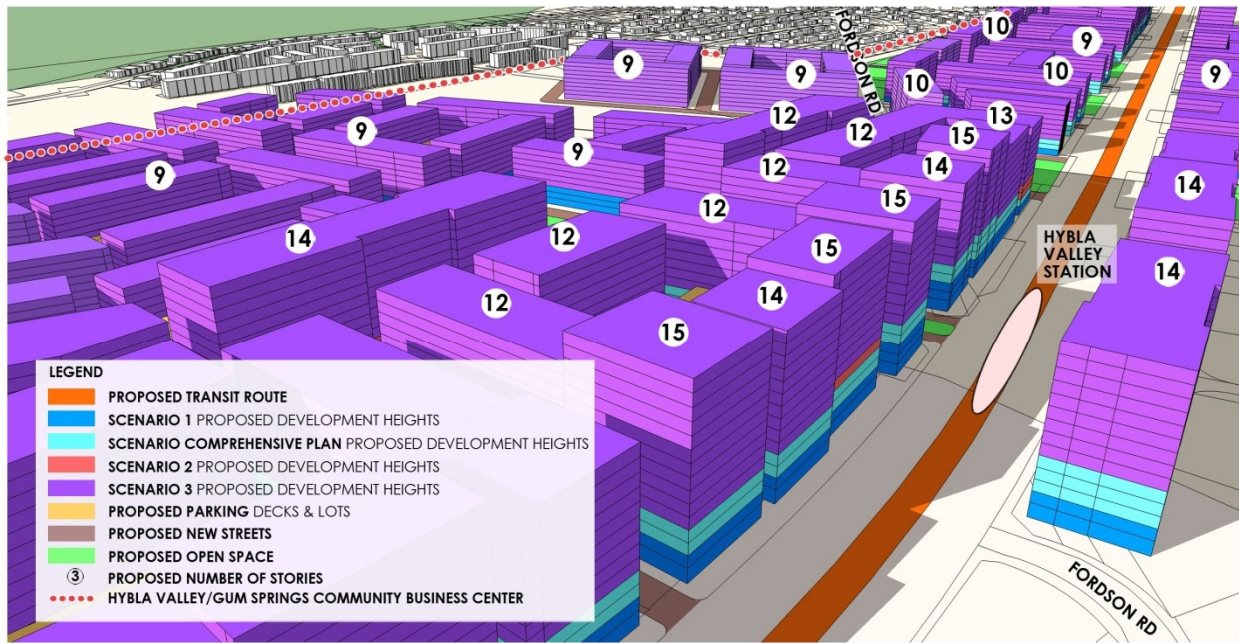 FORDSON RD
10
9
9
9
10
10
9
12
13
12
15
9
9
12
14
9
14
12
15
14
12
15
HYBLA
VALLEY
STATION
14
12
14
12
15
LEGEND
PROPOSED TRANSIT ROUTE
SCENARIO 1 PROPOSED DEVELOPMENT HEIGHTS
SCENARIO COMPREHENSIVE PLAN PROPOSED DEVELOPMENT HEIGHTS
SCENARIO 2 PROPOSED DEVELOPMENT HEIGHTS
SCENARIO 3 PROPOSED DEVELOPMENT HEIGHTS
PROPOSED PARKING DECKS & LOTS
PROPOSED NEW STREETS
PROPOSED OPEN SPACE
3 PROPOSED NUMBER OF STORIES
HYBLA VALLEY/GUM SPRINGS COMMUNITY BUSINESS CENTER
FORDSON RD